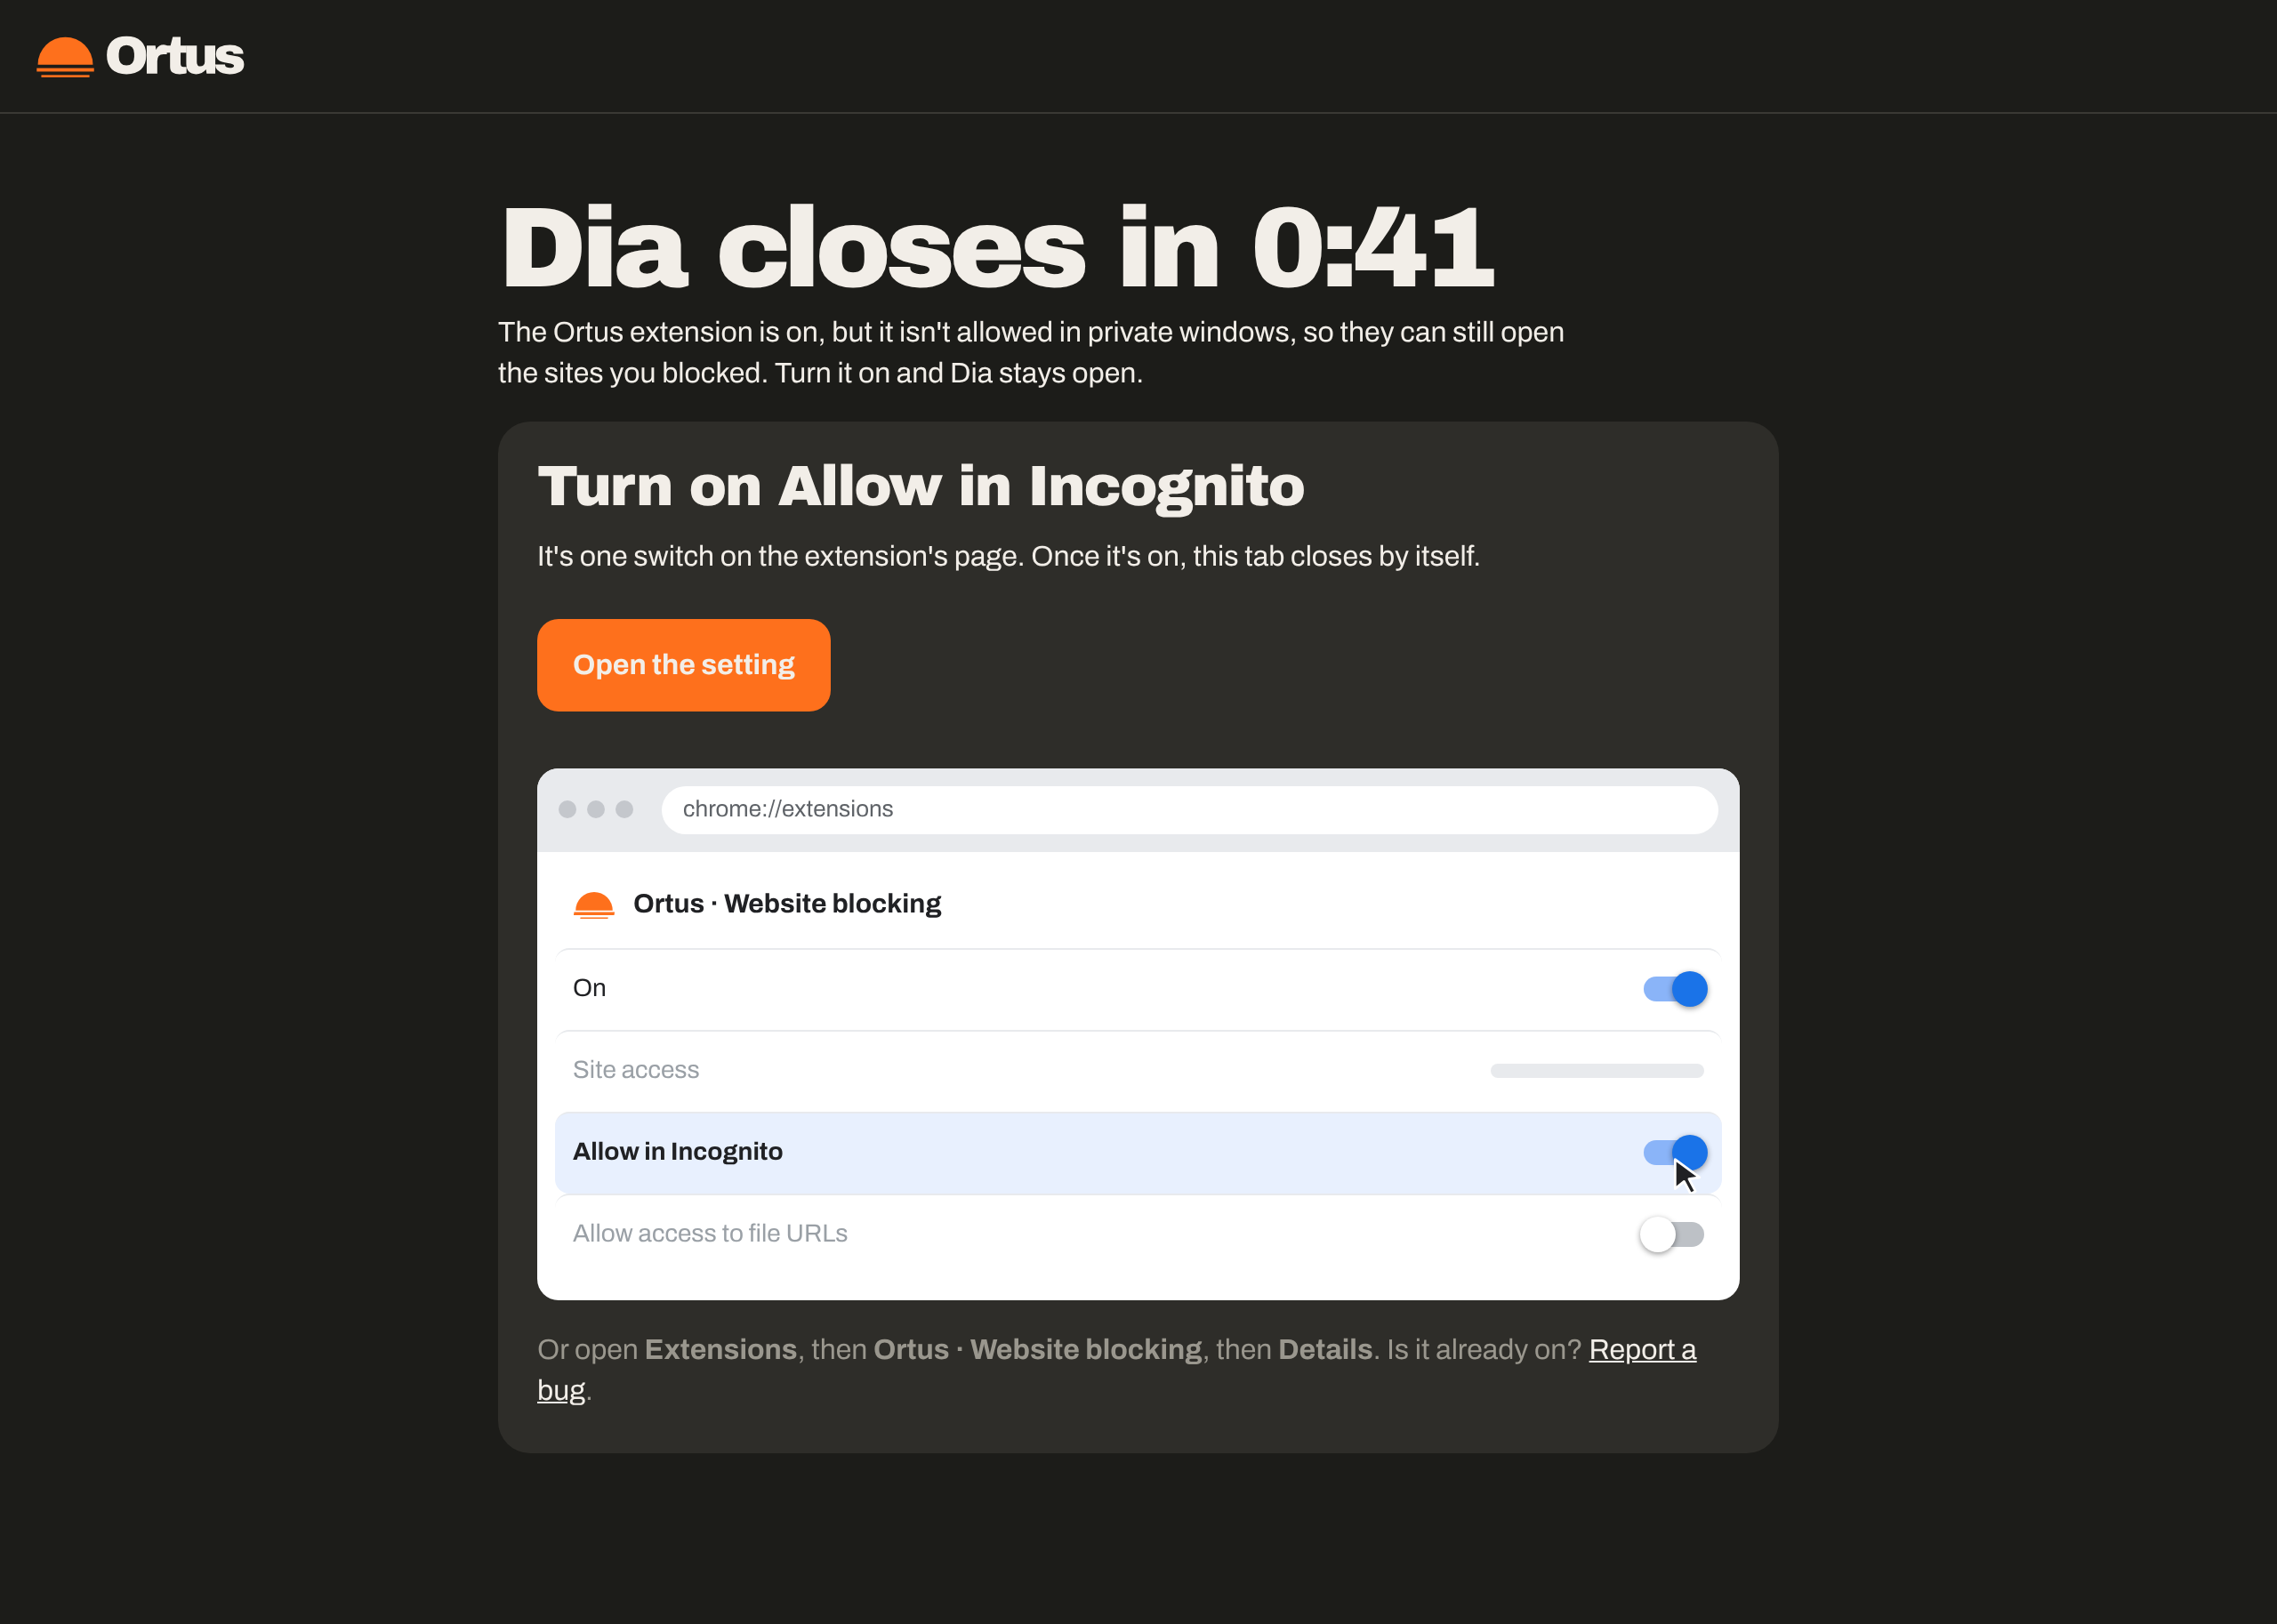 Ortus
Dia closes in 0:41
The Ortus extension is on, but it isn't allowed in private windows, so they can still open
the sites you blocked. Turn it on and Dia stays open.
Turn on Allow in Incognito
It's one switch on the extension's page. Once it's on, this tab closes by itself.
Open the setting
chrome://extensions
Ortus · Website blocking
On
Site access
Allow in Incognito
Allow access to file URLs
Or open Extensions, then Ortus · Website blocking, then Details. Is it already on? Report a
bug.